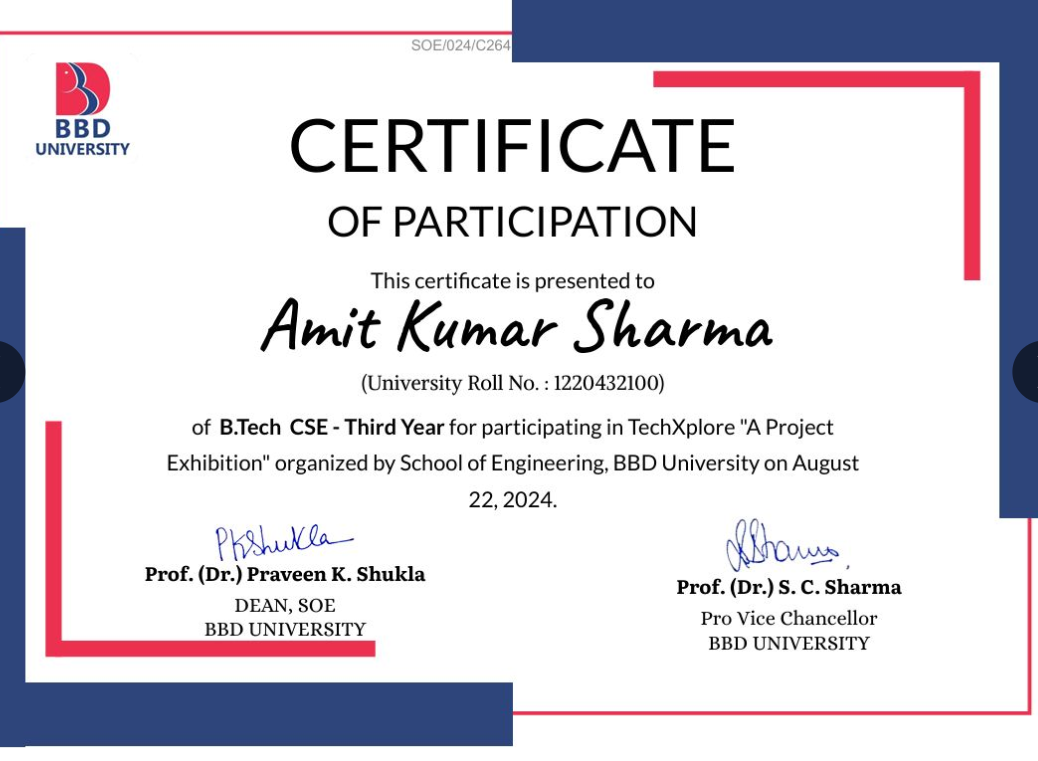 SOE/024/C264
BBD
UNIVERSITY
CERTIFICATE
OF PARTICIPATION
This certificate is presented to
Amit Kumar Sharma
(University Roll No. : 1220432100)
of B.Tech CSE - Third Year for participating in TechXplore "A Project
Exhibition" organized by School of Engineering, BBD University on August
22, 2024.
PKShukla
Prof. (Dr.) Praveen K. Shukla
DEAN, SOE
BBD UNIVERSITY
Prof. (Dr.) S. C. Sharma
Pro Vice Chancellor
BBD UNIVERSITY